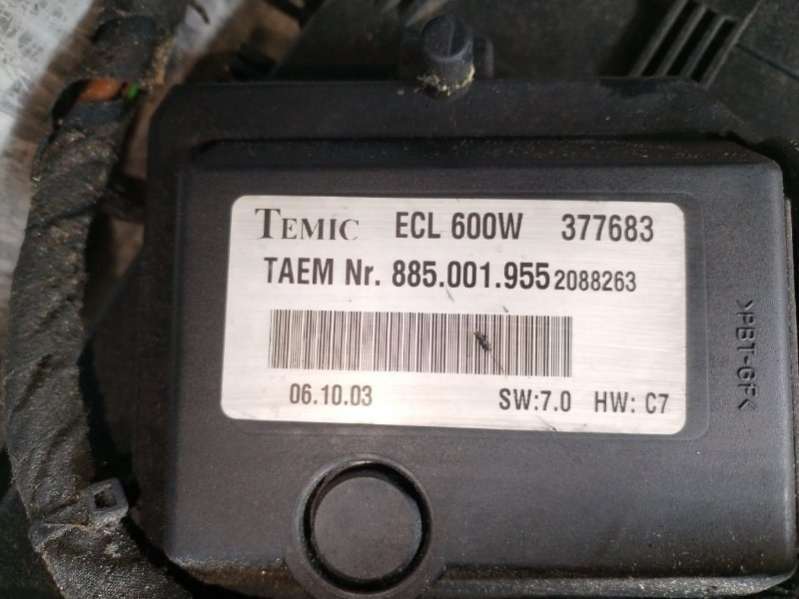 TEMIC ECL 600W 377683
TAEM Nr. 885.001.955 2088263
06.10.03 SW:7.0 HW: C7
>PBT-GF<